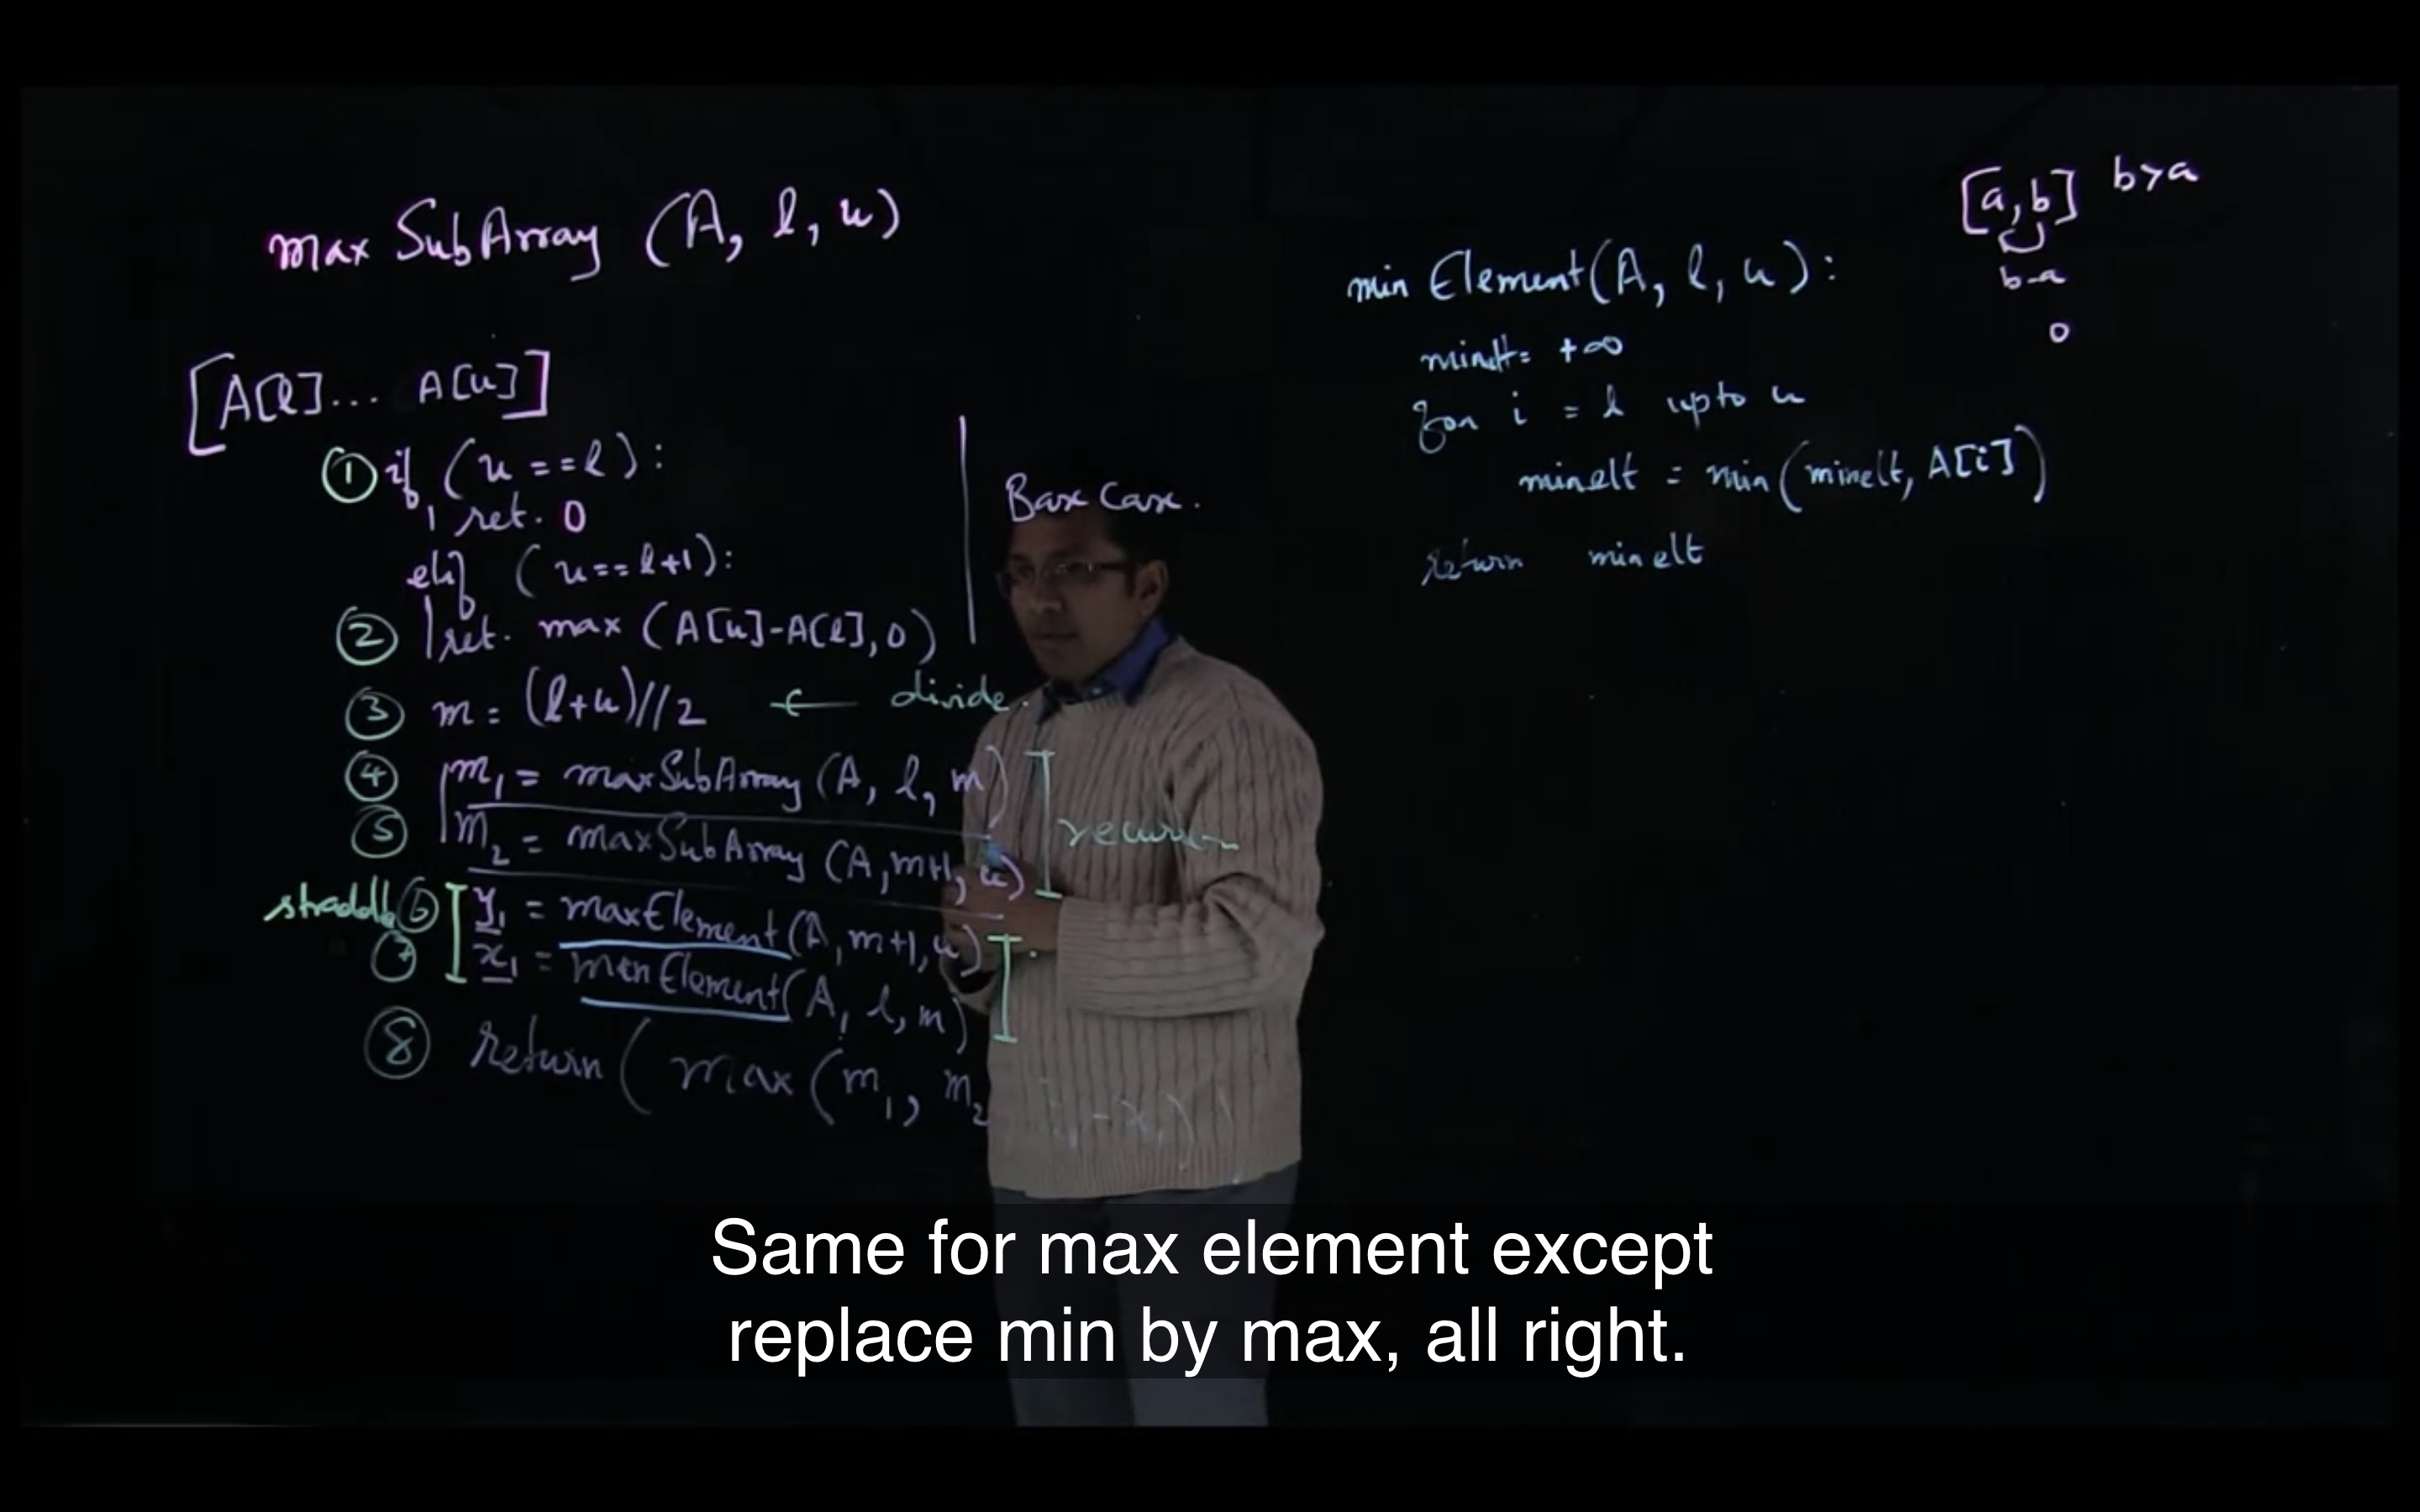 max SubArray (A, l, u)
[A[l]... A[u]]
① if (u == l):
ret. 0
elif (u == l+1):
② ret. max (A[u]-A[l], 0)
Base Case.
③ m = (l+u)//2 ← divide.
④ m₁ = maxSubArray (A, l, m)
⑤ m₂ = maxSubArray (A, m+1, u)
straddle ⑥ y₁ = maxElement (A, m+1, u)
⑦ x₁ = minElement (A, l, m)
⑧ return ( max (m₁, m₂
-x₁))
[a, b] b>a
b-a
0
min Element (A, l, u):
minelt = +∞
for i = l upto u
minelt = min (minelt, A[i])
return minelt
Same for max element except
replace min by max, all right.